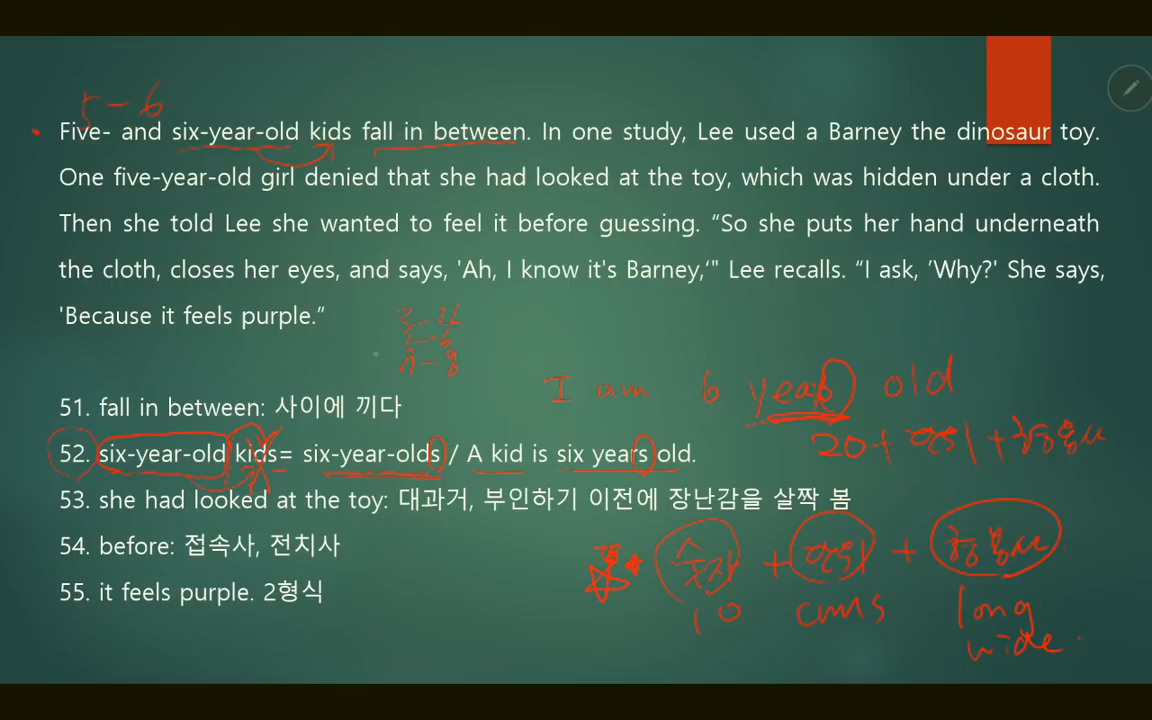 5 - 6
Five- and six-year-old kids fall in between. In one study, Lee used a Barney the dinosaur toy.
One five-year-old girl denied that she had looked at the toy, which was hidden under a cloth.
Then she told Lee she wanted to feel it before guessing. “So she puts her hand underneath
the cloth, closes her eyes, and says, 'Ah, I know it's Barney,‘" Lee recalls. “I ask, ’Why?' She says,
'Because it feels purple.”
I am 6 years old
51. fall in between: 사이에 끼다
20+ 단위+형용사
52. six-year-old kids= six-year-olds / A kid is six years old.
53. she had looked at the toy: 대과거, 부인하기 이전에 장난감을 살짝 봄
54. before: 접속사, 전치사
숫자 + 단위 + 형용사
55. it feels purple. 2형식
10 cms long
wide